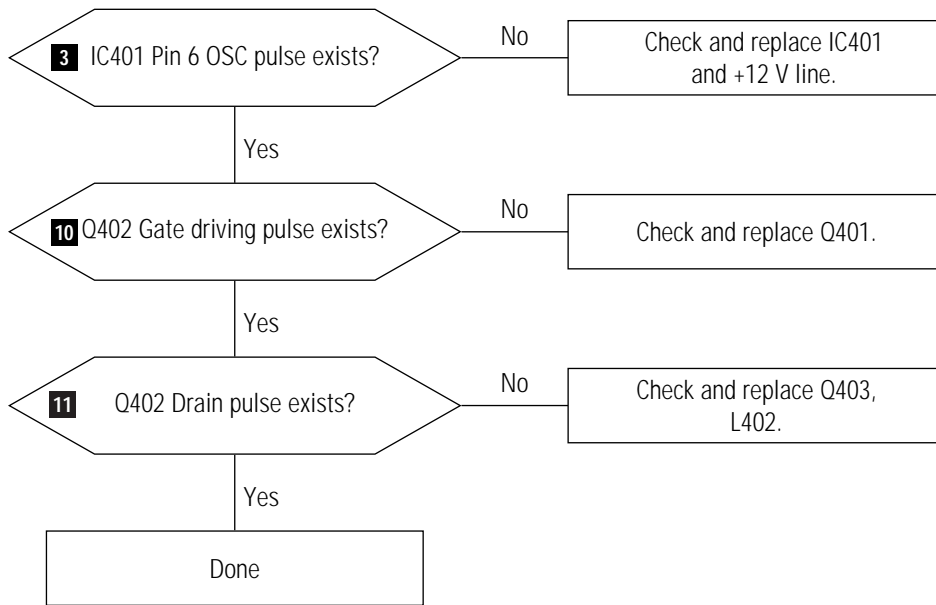 3 IC401 Pin 6 OSC pulse exists?
No
Check and replace IC401
and +12 V line.
Yes
10 Q402 Gate driving pulse exists?
No
Check and replace Q401.
Yes
11 Q402 Drain pulse exists?
No
Check and replace Q403,
L402.
Yes
Done